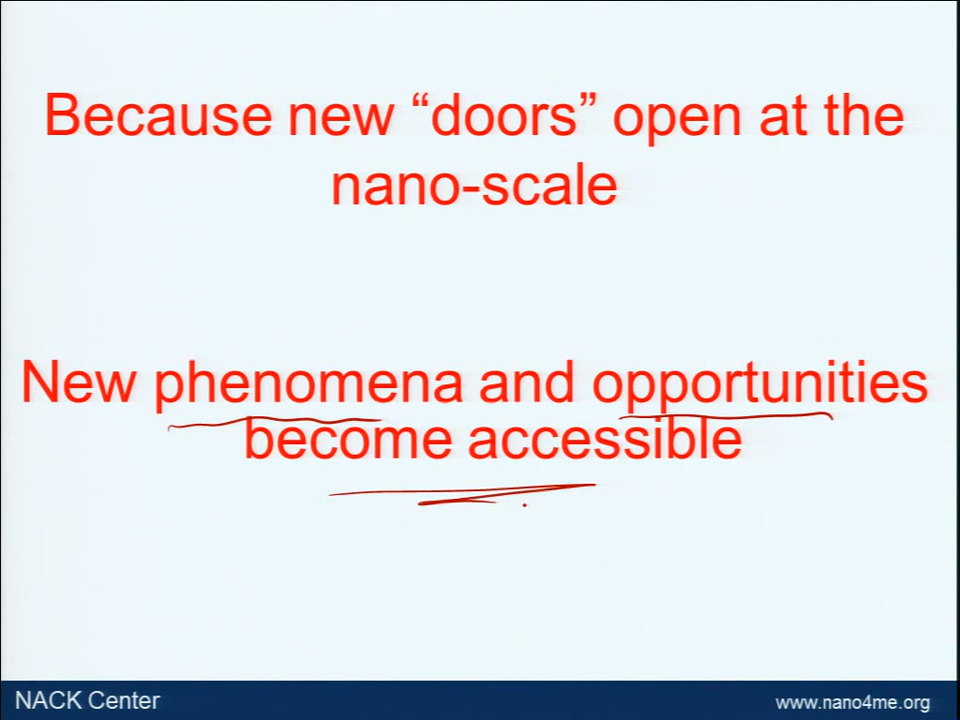 Because new “doors” open at the
nano-scale
New phenomena and opportunities
become accessible
NACK Center
www.nano4me.org